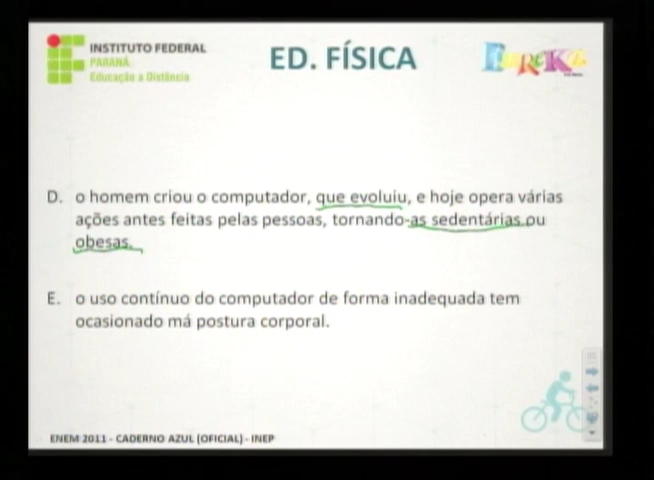 INSTITUTO FEDERAL
PARANÁ
Educação a Distância
ED. FÍSICA
EUREKA
D. o homem criou o computador, que evoluiu, e hoje opera várias
ações antes feitas pelas pessoas, tornando-as sedentárias ou
obesas.
E. o uso contínuo do computador de forma inadequada tem
ocasionado má postura corporal.
ENEM 2011 - CADERNO AZUL (OFICIAL) - INEP